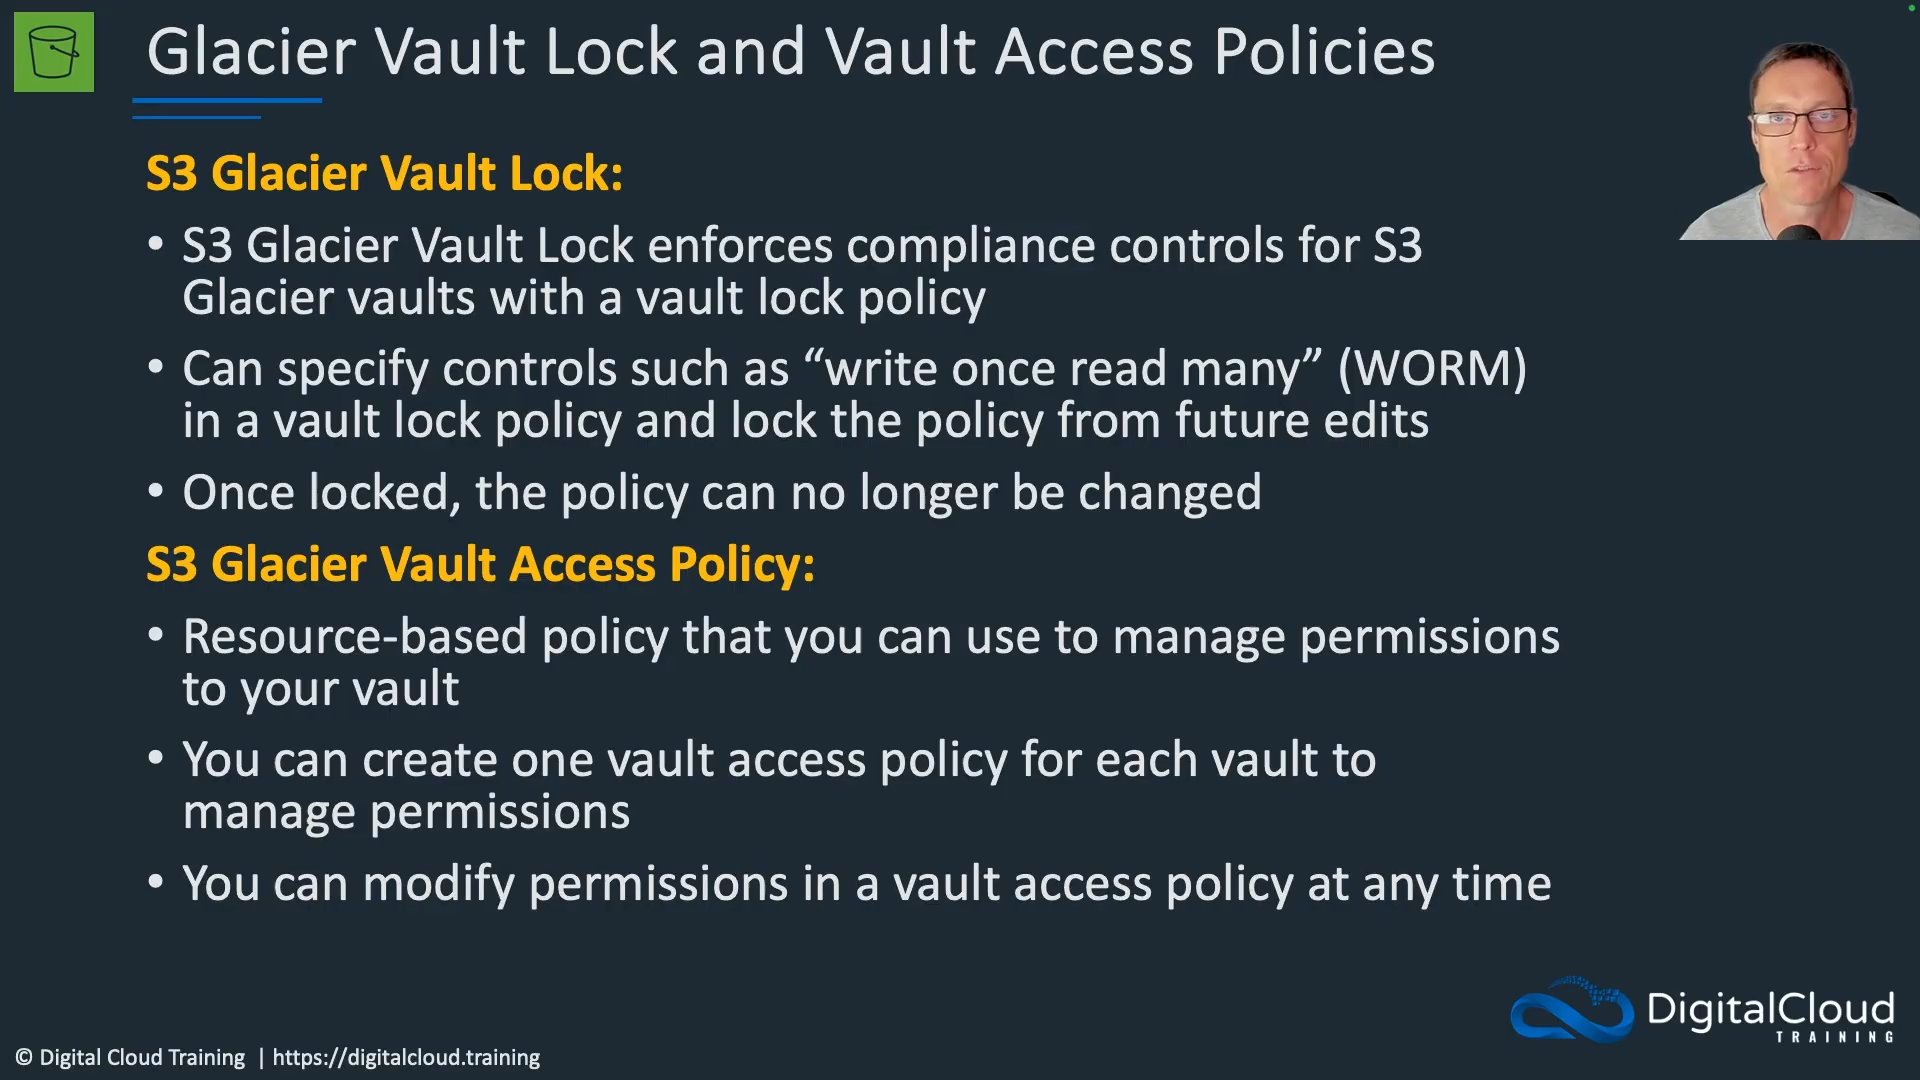 Glacier Vault Lock and Vault Access Policies
S3 Glacier Vault Lock:
• S3 Glacier Vault Lock enforces compliance controls for S3
Glacier vaults with a vault lock policy
• Can specify controls such as “write once read many” (WORM)
in a vault lock policy and lock the policy from future edits
• Once locked, the policy can no longer be changed
S3 Glacier Vault Access Policy:
• Resource-based policy that you can use to manage permissions
to your vault
• You can create one vault access policy for each vault to
manage permissions
• You can modify permissions in a vault access policy at any time
DigitalCloud
TRAINING
© Digital Cloud Training | https://digitalcloud.training